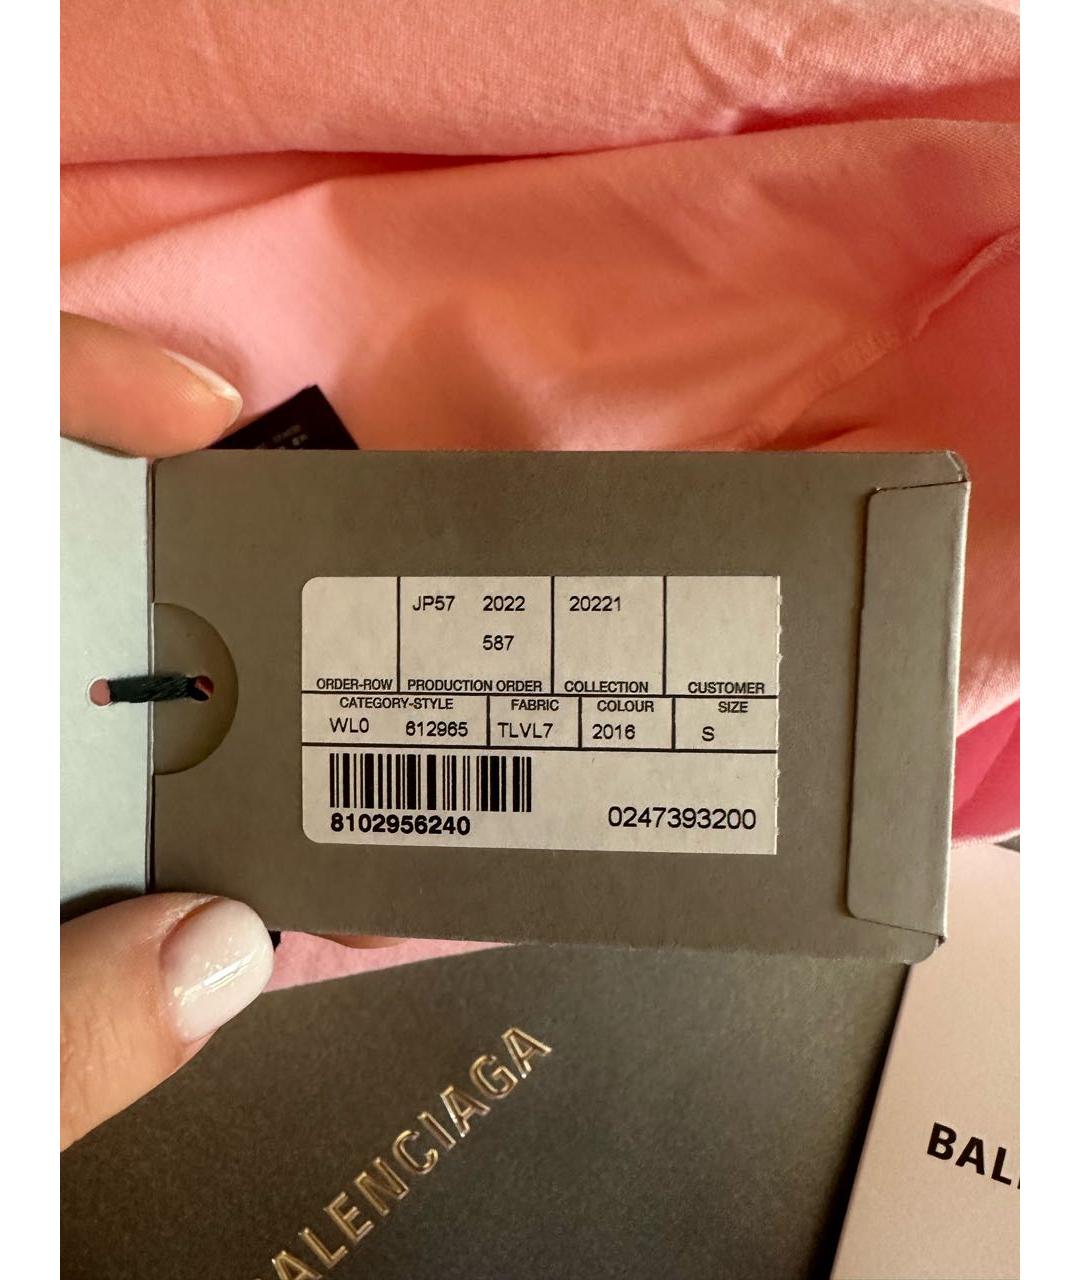 JP57 2022 20221
587
ORDER-ROW PRODUCTION ORDER COLLECTION CUSTOMER
CATEGORY-STYLE FABRIC COLOUR SIZE
WL0 612965 TLVL7 2016 S
8102956240 0247393200
BALENCIAGA
BAL